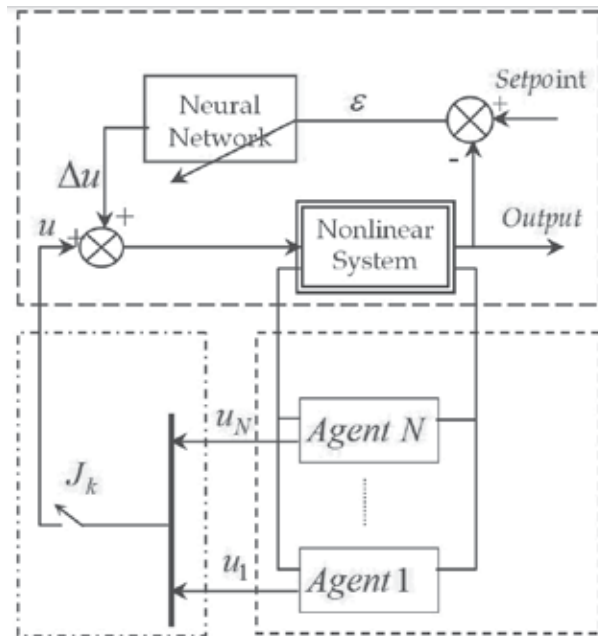 Setpoint
+
ε
Neural
Network
-
Δu
+
u
+
Nonlinear
System
Output
u_N
Agent N
J_k
u_1
Agent 1